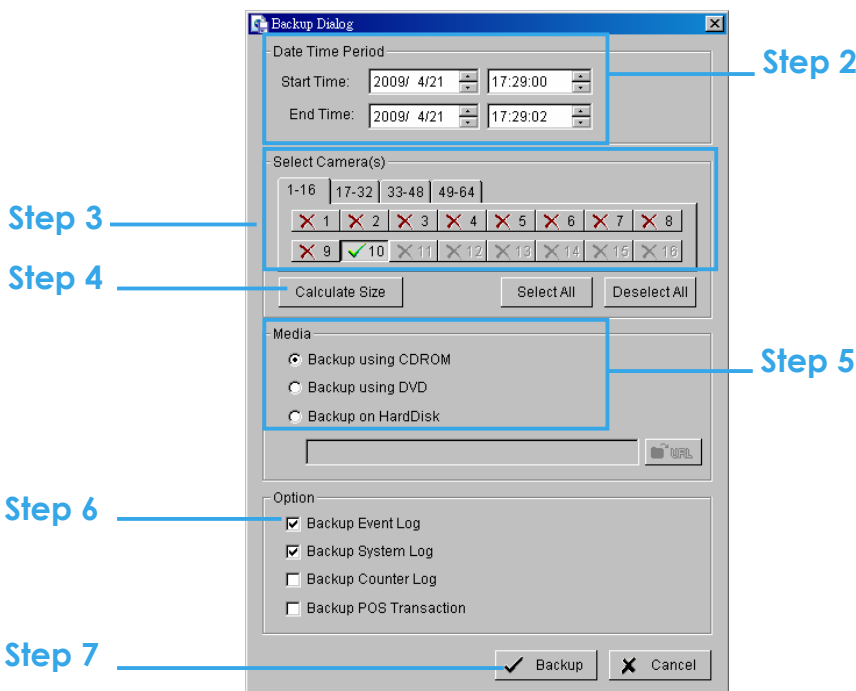 Backup Dialog
Date Time Period
Step 2
Start Time: 2009/ 4/21 17:29:00
End Time: 2009/ 4/21 17:29:02
Select Camera(s)
1-16 17-32 33-48 49-64
Step 3
1 2 3 4 5 6 7 8
9 10 11 12 13 14 15 16
Step 4
Calculate Size Select All Deselect All
Media
Backup using CDROM
Step 5
Backup using DVD
Backup on HardDisk
URL
Option
Step 6
Backup Event Log
Backup System Log
Backup Counter Log
Backup POS Transaction
Step 7
Backup Cancel